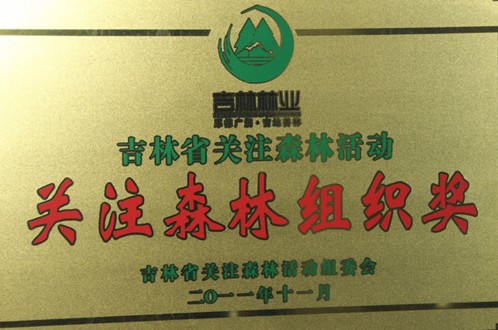 吉林林业
吉林省关注森林活动
关注森林组织奖
吉林省关注森林活动组委会
二〇一一年十一月